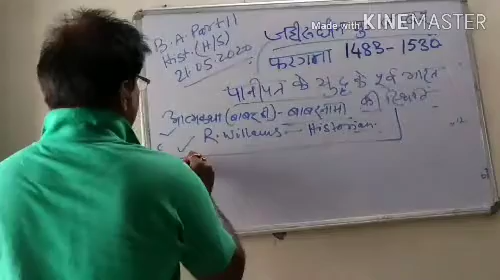 Made with KINEMASTER
B.A. Part II
Hist. (H/S)
21.05.2020
1483-1530
फरगना
पानीपत के युद्ध के पूर्व भारत
की स्थिति
आत्मकथा (बाबर की) - बाबरनामा
R. Willams - Historian